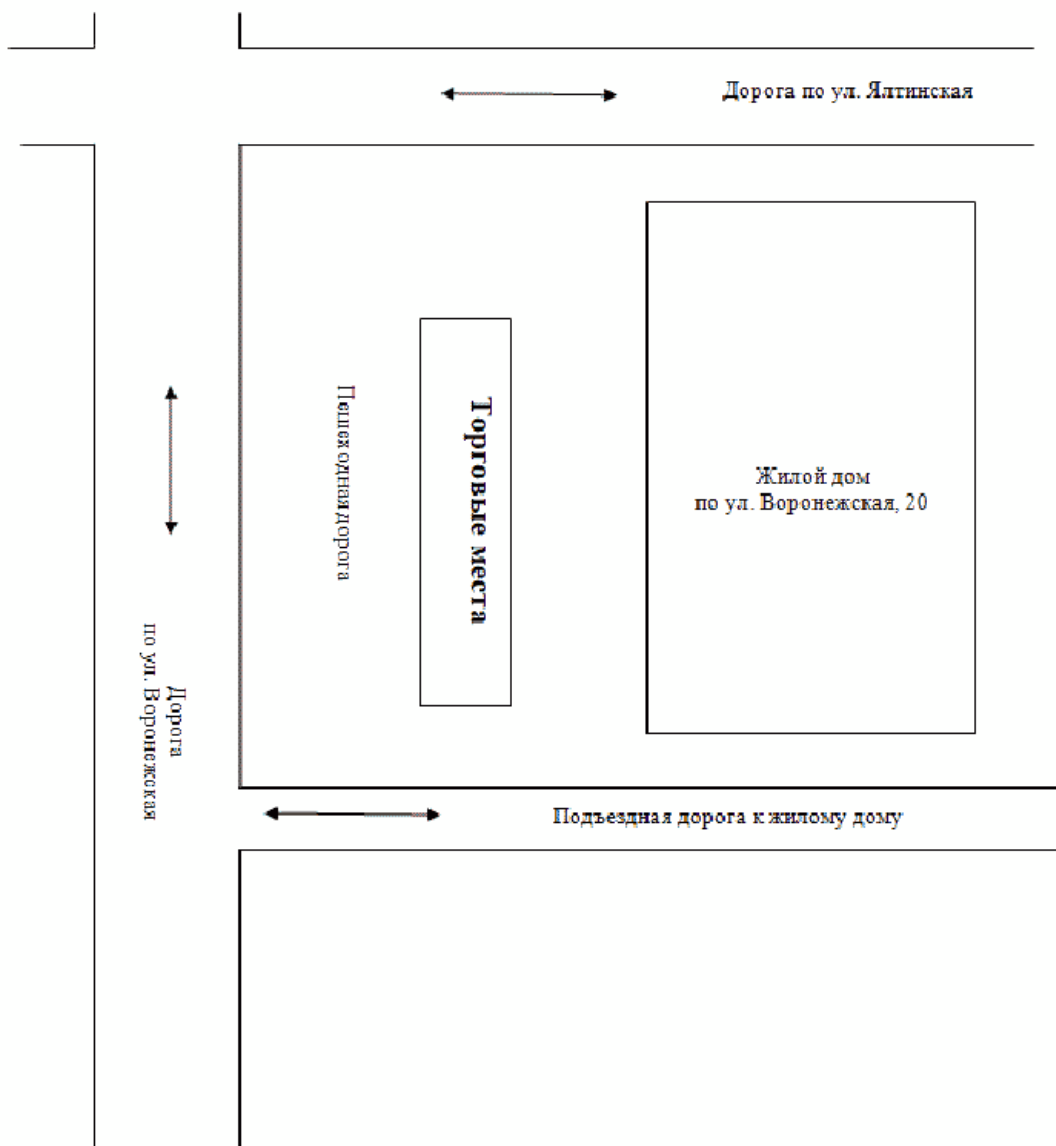 Дорога по ул. Ялтинская
Пешеходная дорога
Торговые места
Жилой дом
по ул. Воронежская, 20
Дорога
по ул. Воронежская
Подъездная дорога к жилому дому